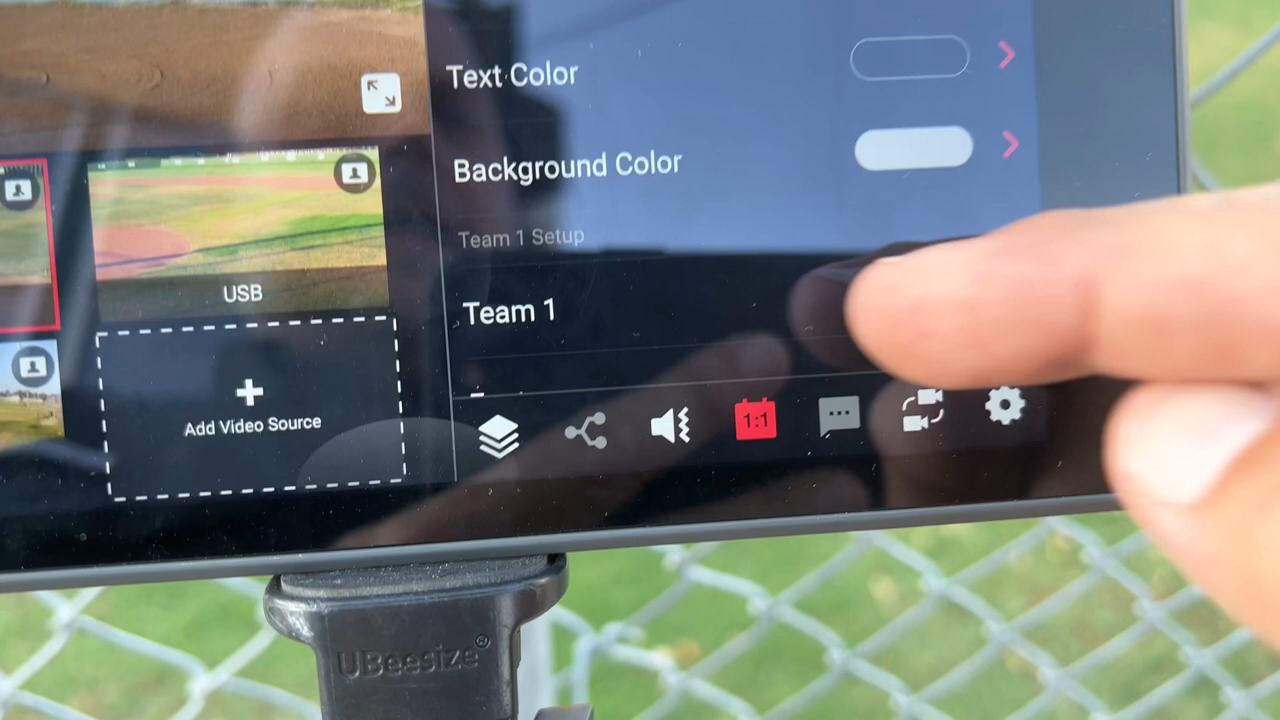 Text Color
Background Color
Team 1 Setup
Team 1
USB
Add Video Source
1:1
UBeesize®